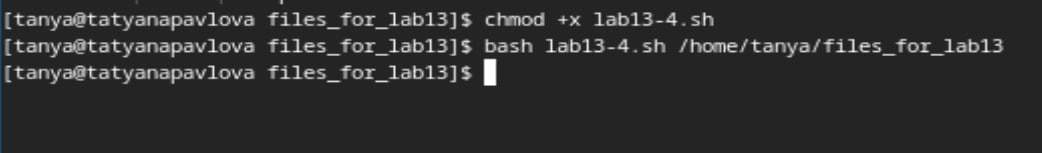 [tanya@tatyanapavlova files_for_lab13]$ chmod +x lab13-4.sh
[tanya@tatyanapavlova files_for_lab13]$ bash lab13-4.sh /home/tanya/files_for_lab13
[tanya@tatyanapavlova files_for_lab13]$